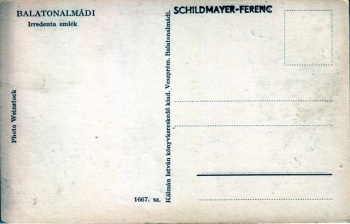 BALATONALMÁDI
Irredenta emlék
SCHILDMAYER-FERENC
Photo Weinstock
Kálmán István könyvkereskedő kiad. Veszprém. Balatonalmádi.
1667. sz.